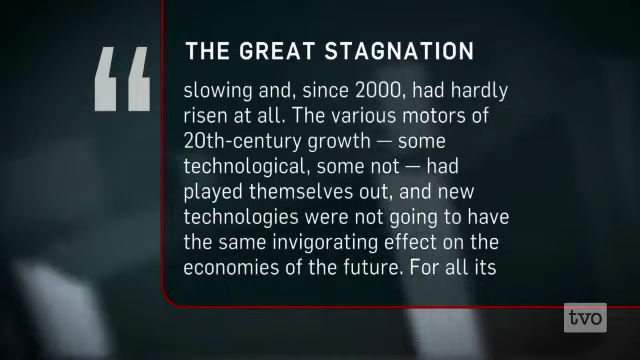 THE GREAT STAGNATION
slowing and, since 2000, had hardly
risen at all. The various motors of
20th-century growth — some
technological, some not — had
played themselves out, and new
technologies were not going to have
the same invigorating effect on the
economies of the future. For all its
tvo